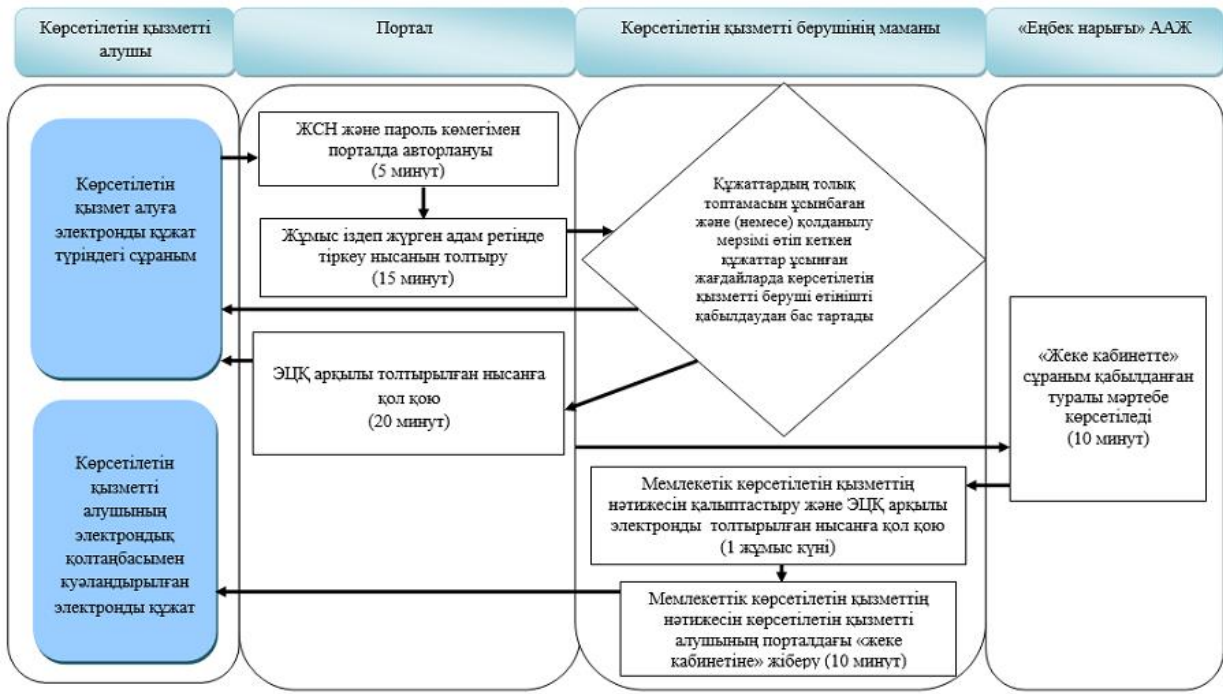 Көрсетілетін қызметті
алушы
Портал
Көрсетілетін қызметті берушінің маманы
«Еңбек нарығы» ААЖ
Көрсетілетін
қызмет алуға
электронды құжат
түріндегі сұраным
ЖСН және пароль көмегімен
порталда авторлануы
(5 минут)
Жұмыс іздеп жүрген адам ретінде
тіркеу нысанын толтыру
(15 минут)
Құжаттардың толық
топтамасын ұсынбаған
және (немесе) қолданылу
мерзімі өтіп кеткен
құжаттар ұсынған
жағдайларда көрсетілетін
қызметті беруші өтінішті
қабылдаудан бас тартады
ЭЦҚ арқылы толтырылған нысанға
қол қою
(20 минут)
«Жеке кабинетте»
сұраным қабылданған
туралы мәртебе
көрсетіледі
(10 минут)
Мемлекетік көрсетілетін қызметтің
нәтижесін қалыптастыру және ЭЦҚ арқылы
электронды толтырылған нысанға қол қою
(1 жұмыс күні)
Мемлекеттік көрсетілетін қызметтің
нәтижесін көрсетілетін қызметті
алушының порталдағы «жеке
кабинетіне» жіберу (10 минут)
Көрсетілетін
қызметті
алушының
электрондық
қолтаңбасымен
куәландырылған
электронды құжат